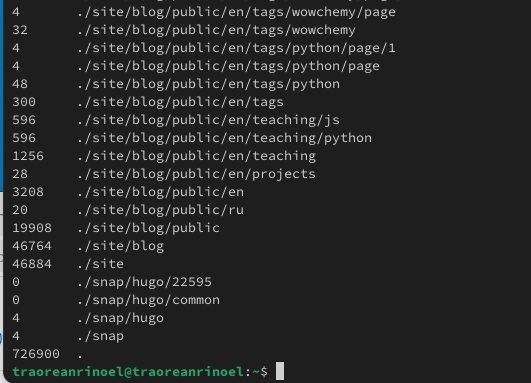 4 ./site/blog/public/en/tags/wowchemy/page
32 ./site/blog/public/en/tags/wowchemy
4 ./site/blog/public/en/tags/python/page/1
4 ./site/blog/public/en/tags/python/page
48 ./site/blog/public/en/tags/python
300 ./site/blog/public/en/tags
596 ./site/blog/public/en/teaching/js
596 ./site/blog/public/en/teaching/python
1256 ./site/blog/public/en/teaching
28 ./site/blog/public/en/projects
3208 ./site/blog/public/en
20 ./site/blog/public/ru
19908 ./site/blog/public
46764 ./site/blog
46884 ./site
0 ./snap/hugo/22595
0 ./snap/hugo/common
4 ./snap/hugo
4 ./snap
726900 .
traoreanrinoel@traoreanrinoel:~$